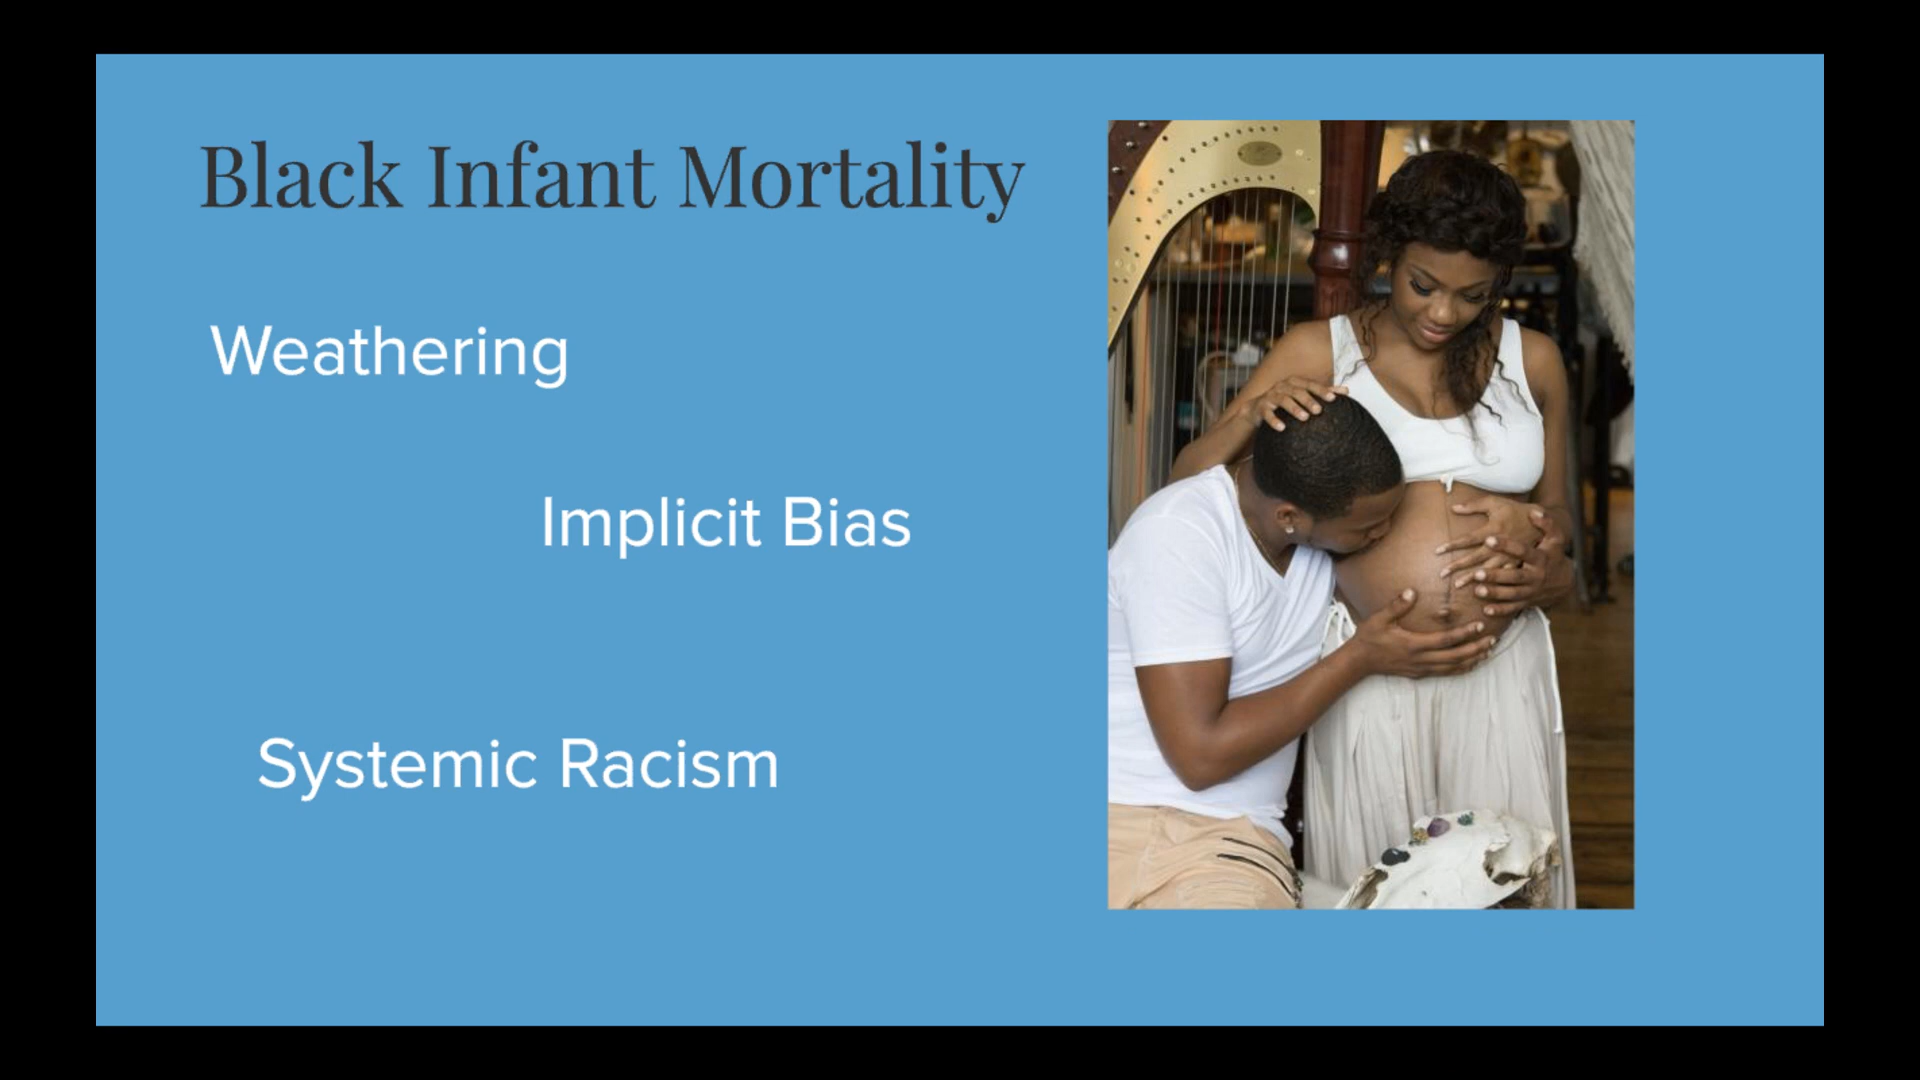 Black Infant Mortality
Weathering
Implicit Bias
Systemic Racism